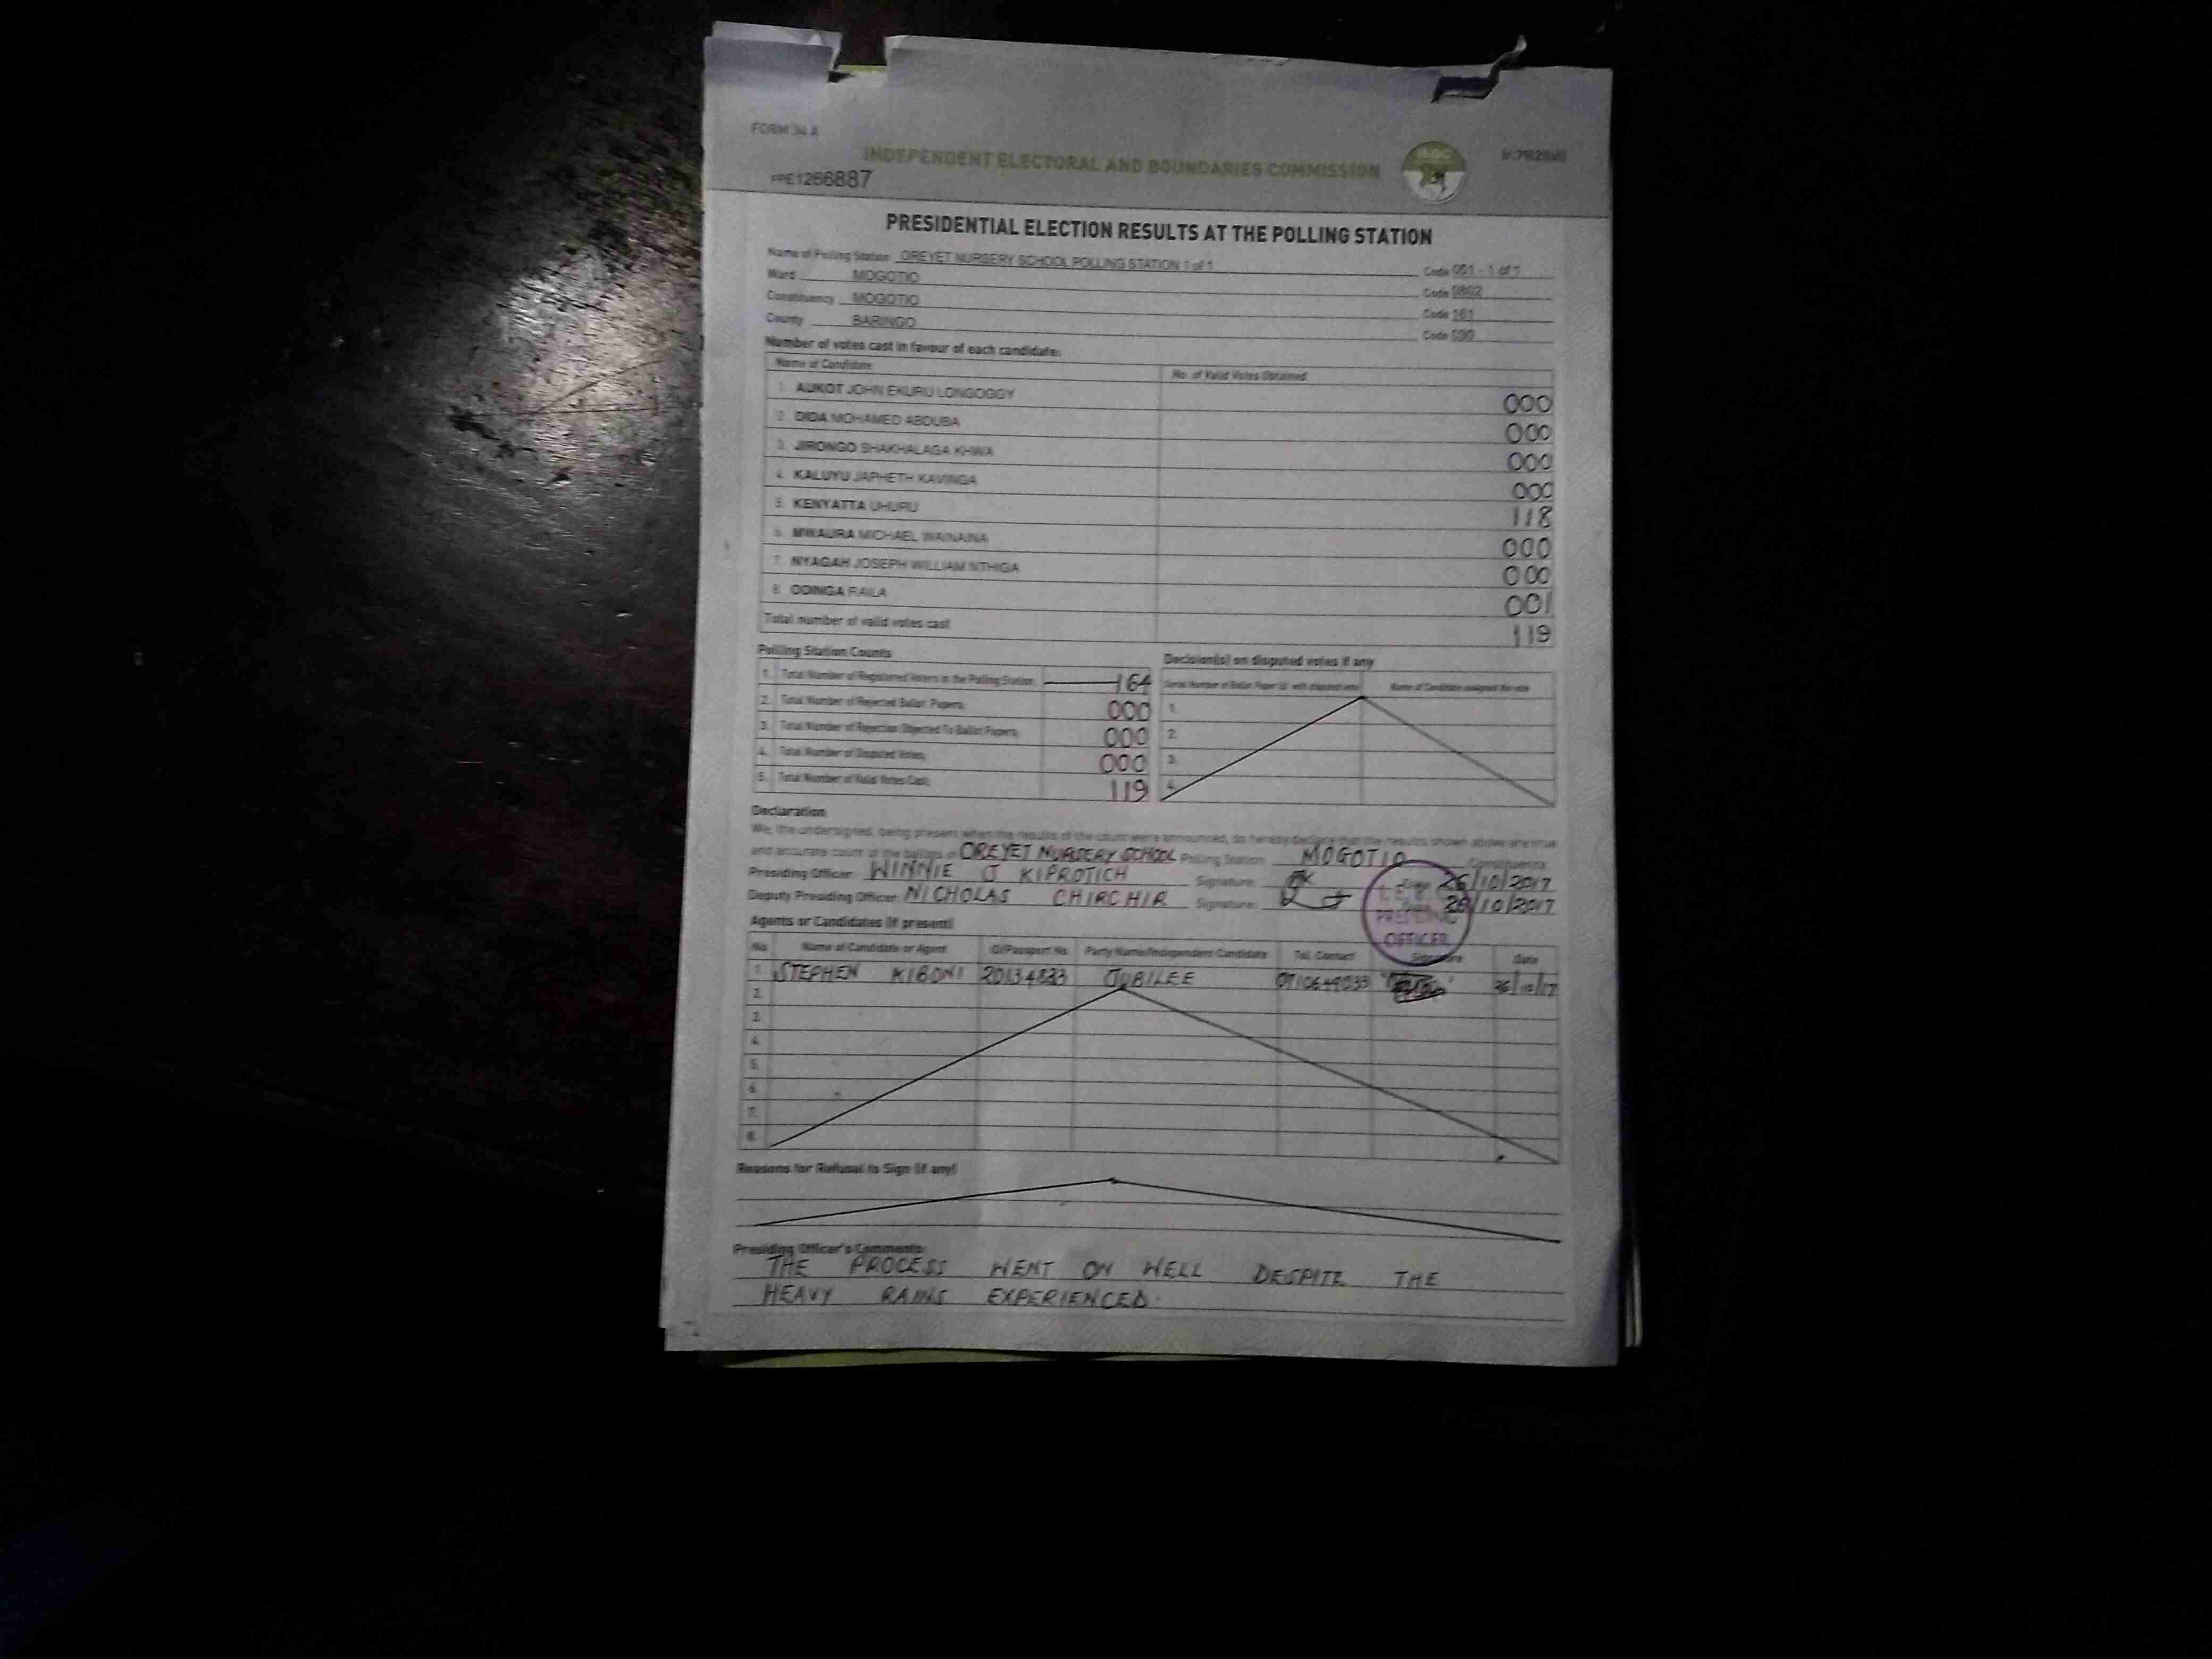 FORM 34 A
INDEPENDENT ELECTORAL AND BOUNDARIES COMMISSION
PRE1266887
PRESIDENTIAL ELECTION RESULTS AT THE POLLING STATION
Name of Polling Station OREYET NURSERY SCHOOL POLLING STATION 1 of 1 Code 051 - 1 of 1
Ward MOGOTIO Code 0802
Constituency MOGOTIO Code 161
County BARINGO Code 030
Number of votes cast in favour of each candidate:
Name of Candidate No. of Valid Votes Obtained
1. AUKOT JOHN EKURU LONGOGGY 000
2. DIDA MOHAMED ABDUBA 000
3. JIRONGO SHAKHALAGA KHWA 000
4. KALUYU JAPHETH KAVINGA 000
5. KENYATTA UHURU 118
6. MWAURA MICHAEL WAINAINA 000
7. NYAGAH JOSEPH WILLIAM NTHIGA 000
8. ODINGA RAILA 001
Total number of valid votes cast 119
Polling Station Counts
1. Total Number of Registered Voters in the Polling Station 164
2. Total Number of Rejected Ballot Papers 000
3. Total Number of Rejection Objected To Ballot Papers 000
4. Total Number of Disputed Votes 000
5. Total Number of Valid Votes Cast 119
Decision(s) on disputed votes if any
Serial Number of Ballot Paper (s) with disputed vote Name of Candidate assigned the vote
1.
2.
3.
4.
Declaration
We, the undersigned, being present when the results of the count were announced, do hereby declare that the results shown above are true
and accurate count of the ballots in OREYET NURSERY SCHOOL Polling Station MOGOTIO Constituency
Presiding Officer: WINNIE J KIPROTICH Signature: Date 26/10/2017
Deputy Presiding Officer: NICHOLAS CHIRCHIR Signature: Date 26/10/2017
PRESIDING
OFFICER
Agents or Candidates (if present)
No. Name of Candidate or Agent ID/Passport No. Party Name/Independent Candidate Tel. Contact Signature Date
1. STEPHEN KIBONI 20134833 JUBILEE 0710649033 26/10/17
2.
3.
4.
5.
6.
7.
8.
Reasons for Refusal to Sign (if any)
Presiding Officer's Comments:
THE PROCESS WENT ON WELL DESPITE THE
HEAVY RAINS EXPERIENCED.